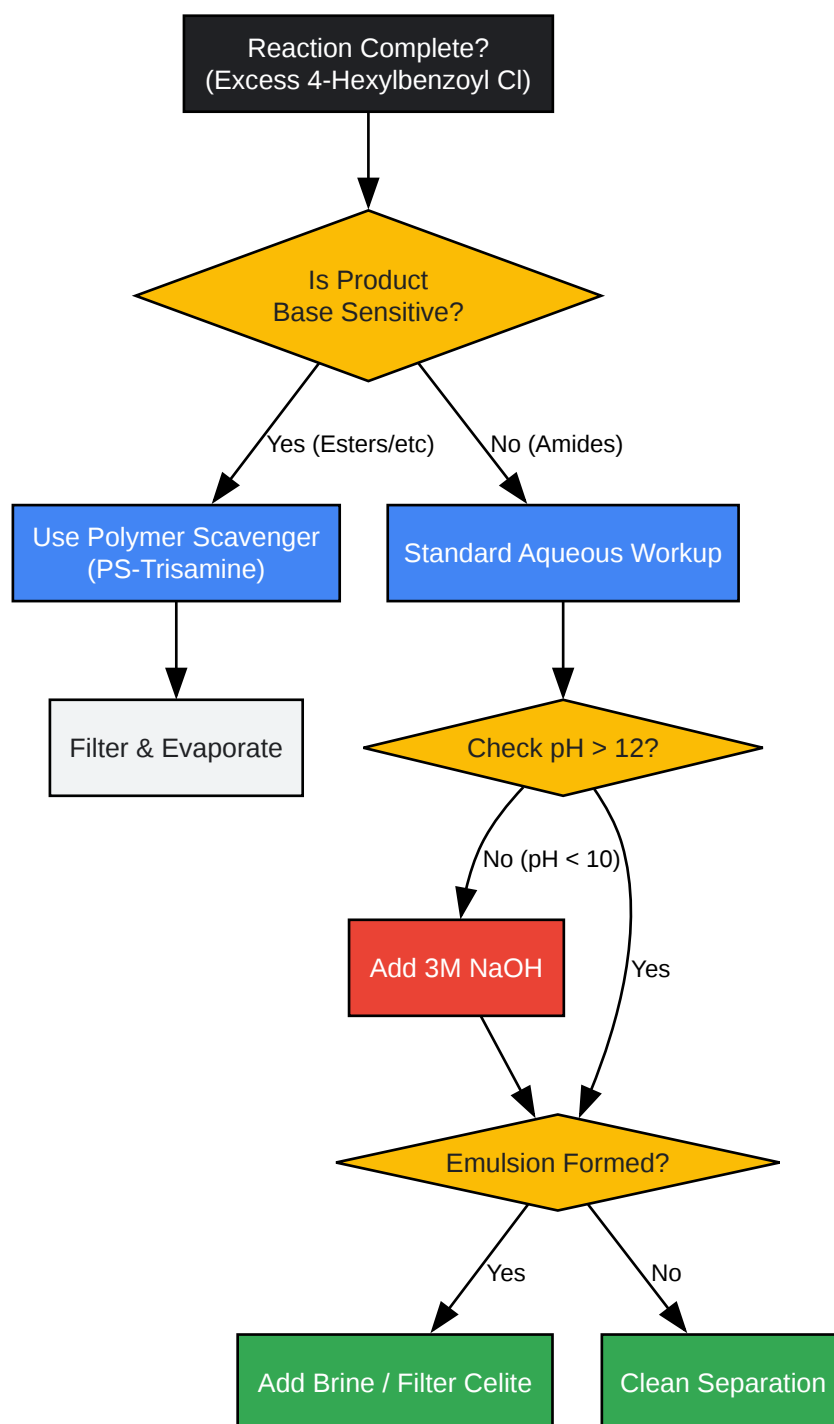 Reaction Complete?
(Excess 4-Hexylbenzoyl Cl)
Is Product
Base Sensitive?
Yes (Esters/etc)
No (Amides)
Use Polymer Scavenger
(PS-Trisamine)
Standard Aqueous Workup
Filter & Evaporate
Check pH > 12?
No (pH < 10)
Add 3M NaOH
Yes
Emulsion Formed?
Yes
No
Add Brine / Filter Celite
Clean Separation